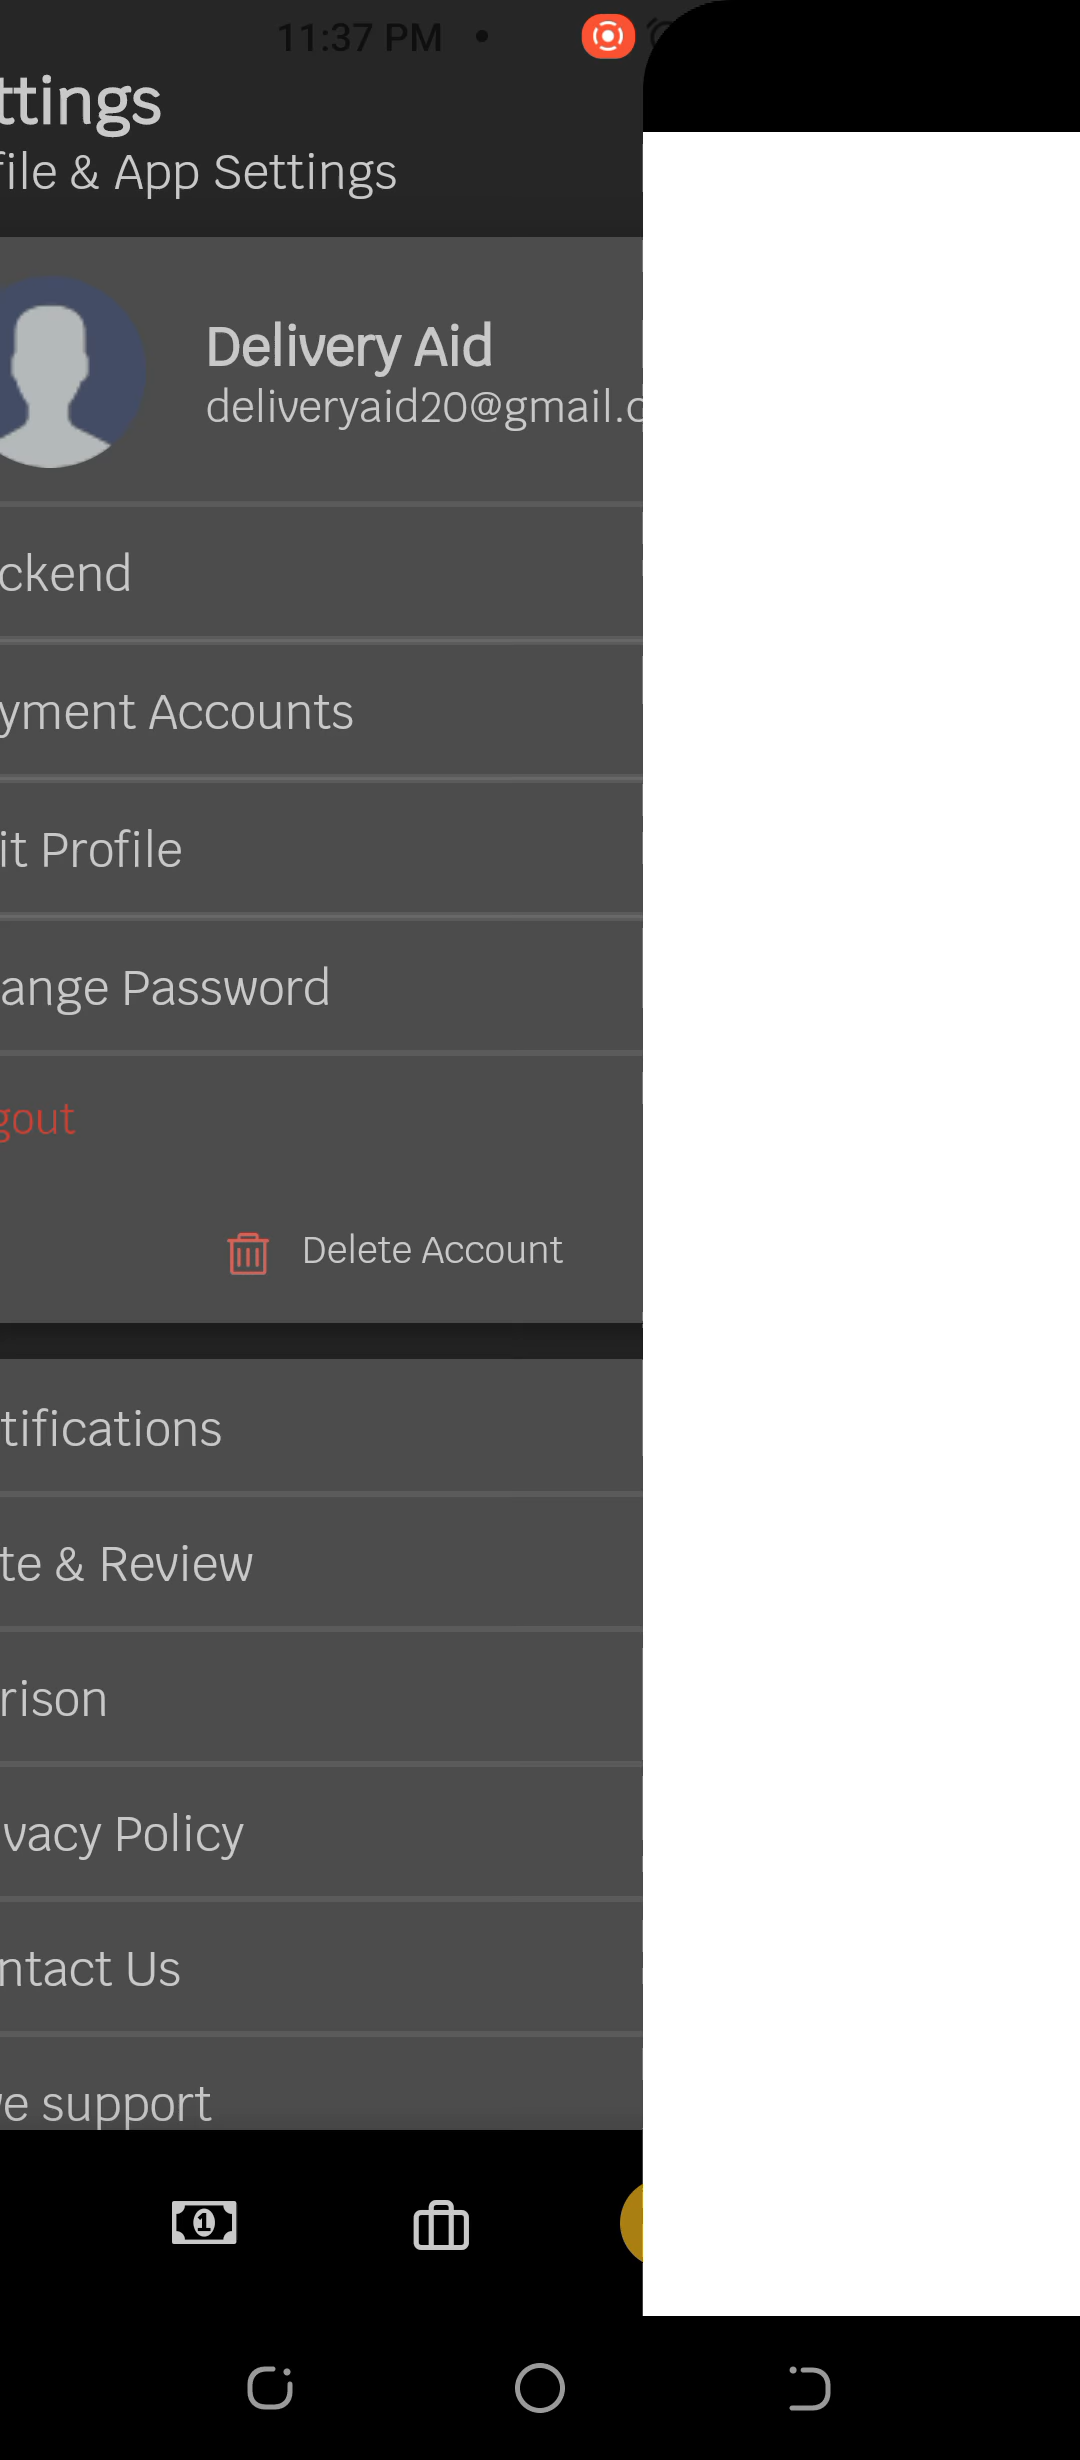 11:37 PM
ttings
file & App Settings
Delivery Aid
deliveryaid20@gmail.c
ckend
yment Accounts
it Profile
ange Password
gout
Delete Account
tifications
te & Review
rison
vacy Policy
ntact Us
e support
1